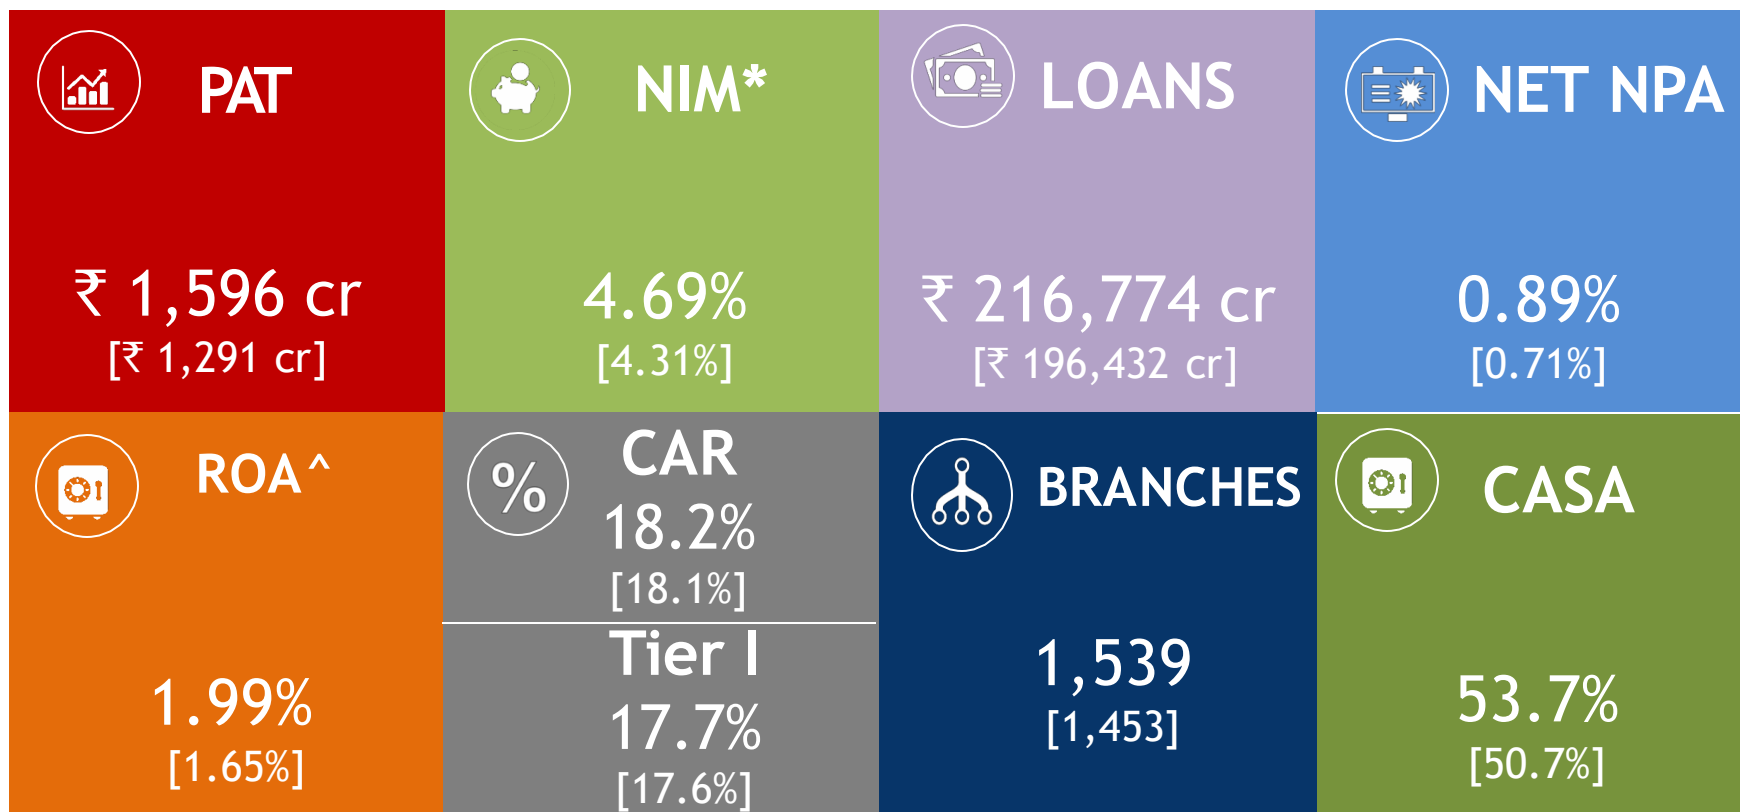 PAT
₹ 1,596 cr
[₹ 1,291 cr]
NIM*
4.69%
[4.31%]
LOANS
₹ 216,774 cr
[₹ 196,432 cr]
NET NPA
0.89%
[0.71%]
ROA^
1.99%
[1.65%]
%
CAR
18.2%
[18.1%]
Tier I
17.7%
[17.6%]
BRANCHES
1,539
[1,453]
CASA
53.7%
[50.7%]